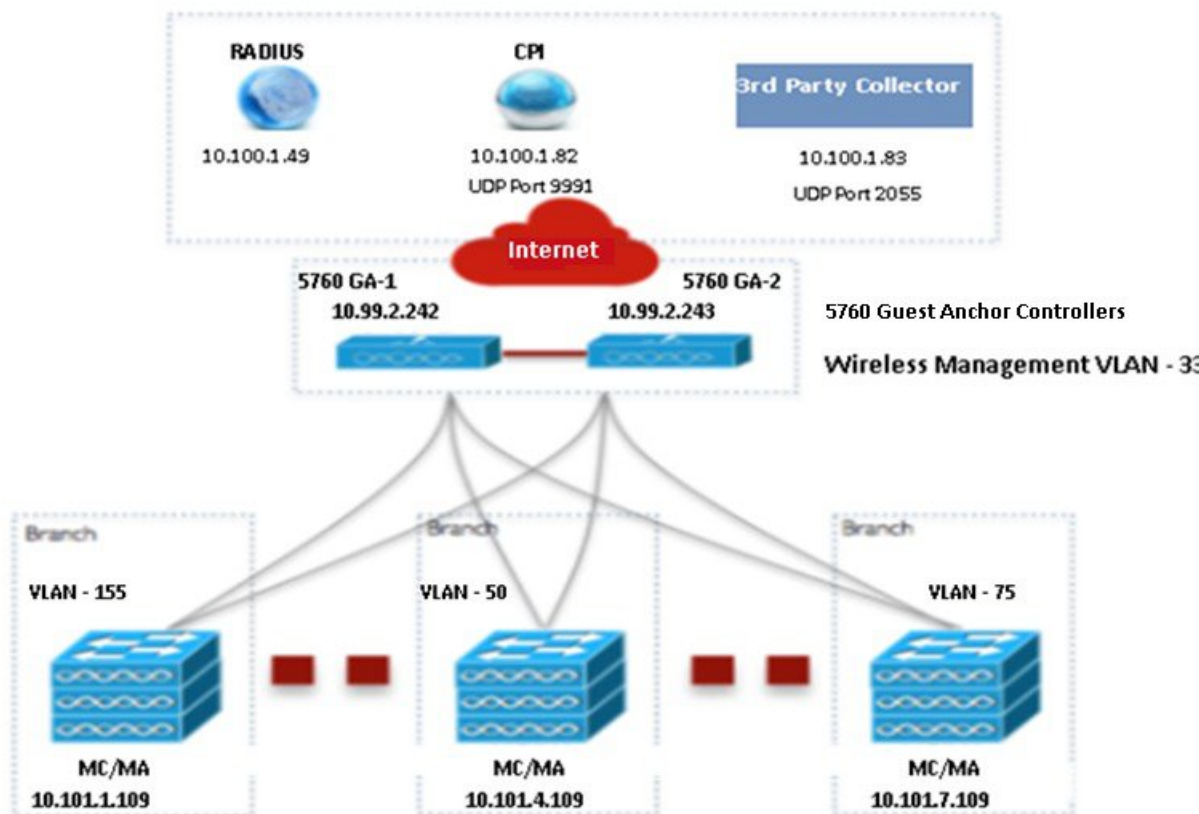 RADIUS
CPI
3rd Party Collector
10.100.1.49
10.100.1.82
10.100.1.83
UDP Port 9991
UDP Port 2055
Internet
5760 GA-1
5760 GA-2
10.99.2.242
10.99.2.243
5760 Guest Anchor Controllers
Wireless Management VLAN - 33
Branch
Branch
Branch
VLAN - 155
VLAN - 50
VLAN - 75
MC/MA
MC/MA
MC/MA
10.101.1.109
10.101.4.109
10.101.7.109